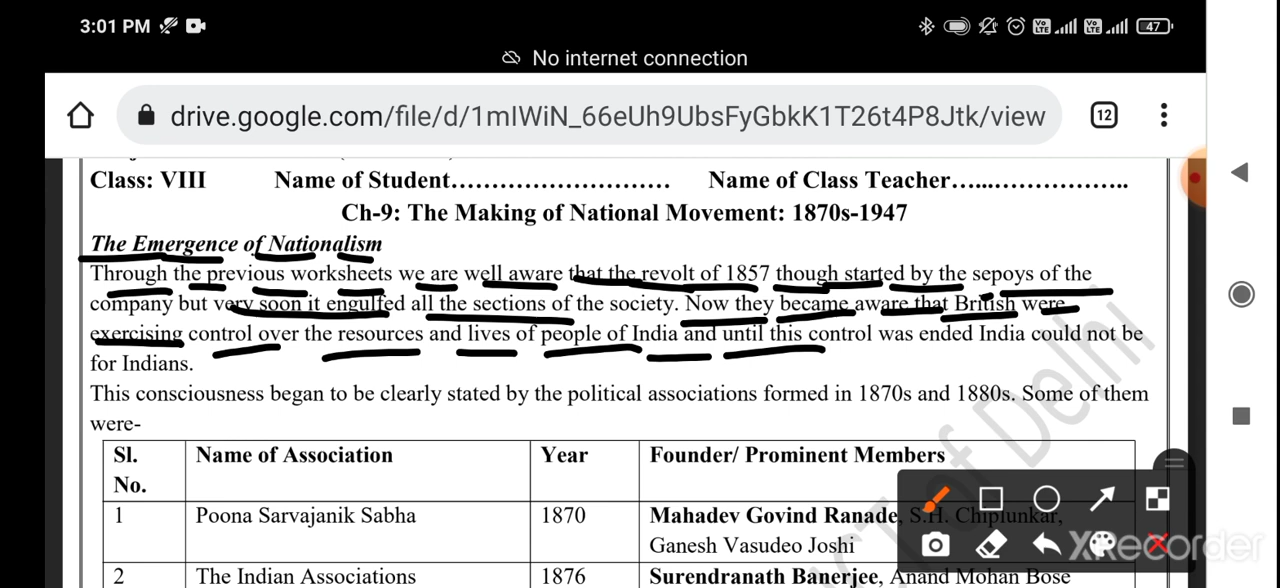 3:01 PM 47
No internet connection
drive.google.com/file/d/1mIWiN_66eUh9UbsFyGbkK1T26t4P8Jtk/view 12
Class: VIII Name of Student………………………. Name of Class Teacher…...……………..
Ch-9: The Making of National Movement: 1870s-1947
The Emergence of Nationalism
Through the previous worksheets we are well aware that the revolt of 1857 though started by the sepoys of the
company but very soon it engulfed all the sections of the society. Now they became aware that British were
exercising control over the resources and lives of people of India and until this control was ended India could not be
for Indians.
This consciousness began to be clearly stated by the political associations formed in 1870s and 1880s. Some of them
were-
Sl. No. Name of Association Year Founder/ Prominent Members
1 Poona Sarvajanik Sabha 1870 Mahadev Govind Ranade, S.H. Chiplunkar,
Ganesh Vasudeo Joshi
2 The Indian Associations 1876 Surendranath Banerjee, Anand Mohan Bose
of Delhi
XRecorder